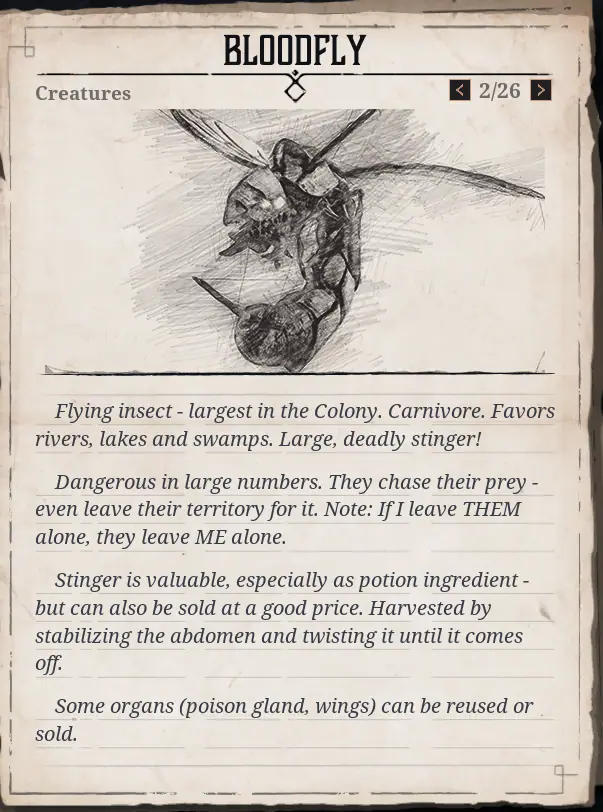 BLOODFLY
Creatures
2/26
Flying insect - largest in the Colony. Carnivore. Favors
rivers, lakes and swamps. Large, deadly stinger!
Dangerous in large numbers. They chase their prey -
even leave their territory for it. Note: If I leave THEM
alone, they leave ME alone.
Stinger is valuable, especially as potion ingredient -
but can also be sold at a good price. Harvested by
stabilizing the abdomen and twisting it until it comes
off.
Some organs (poison gland, wings) can be reused or
sold.